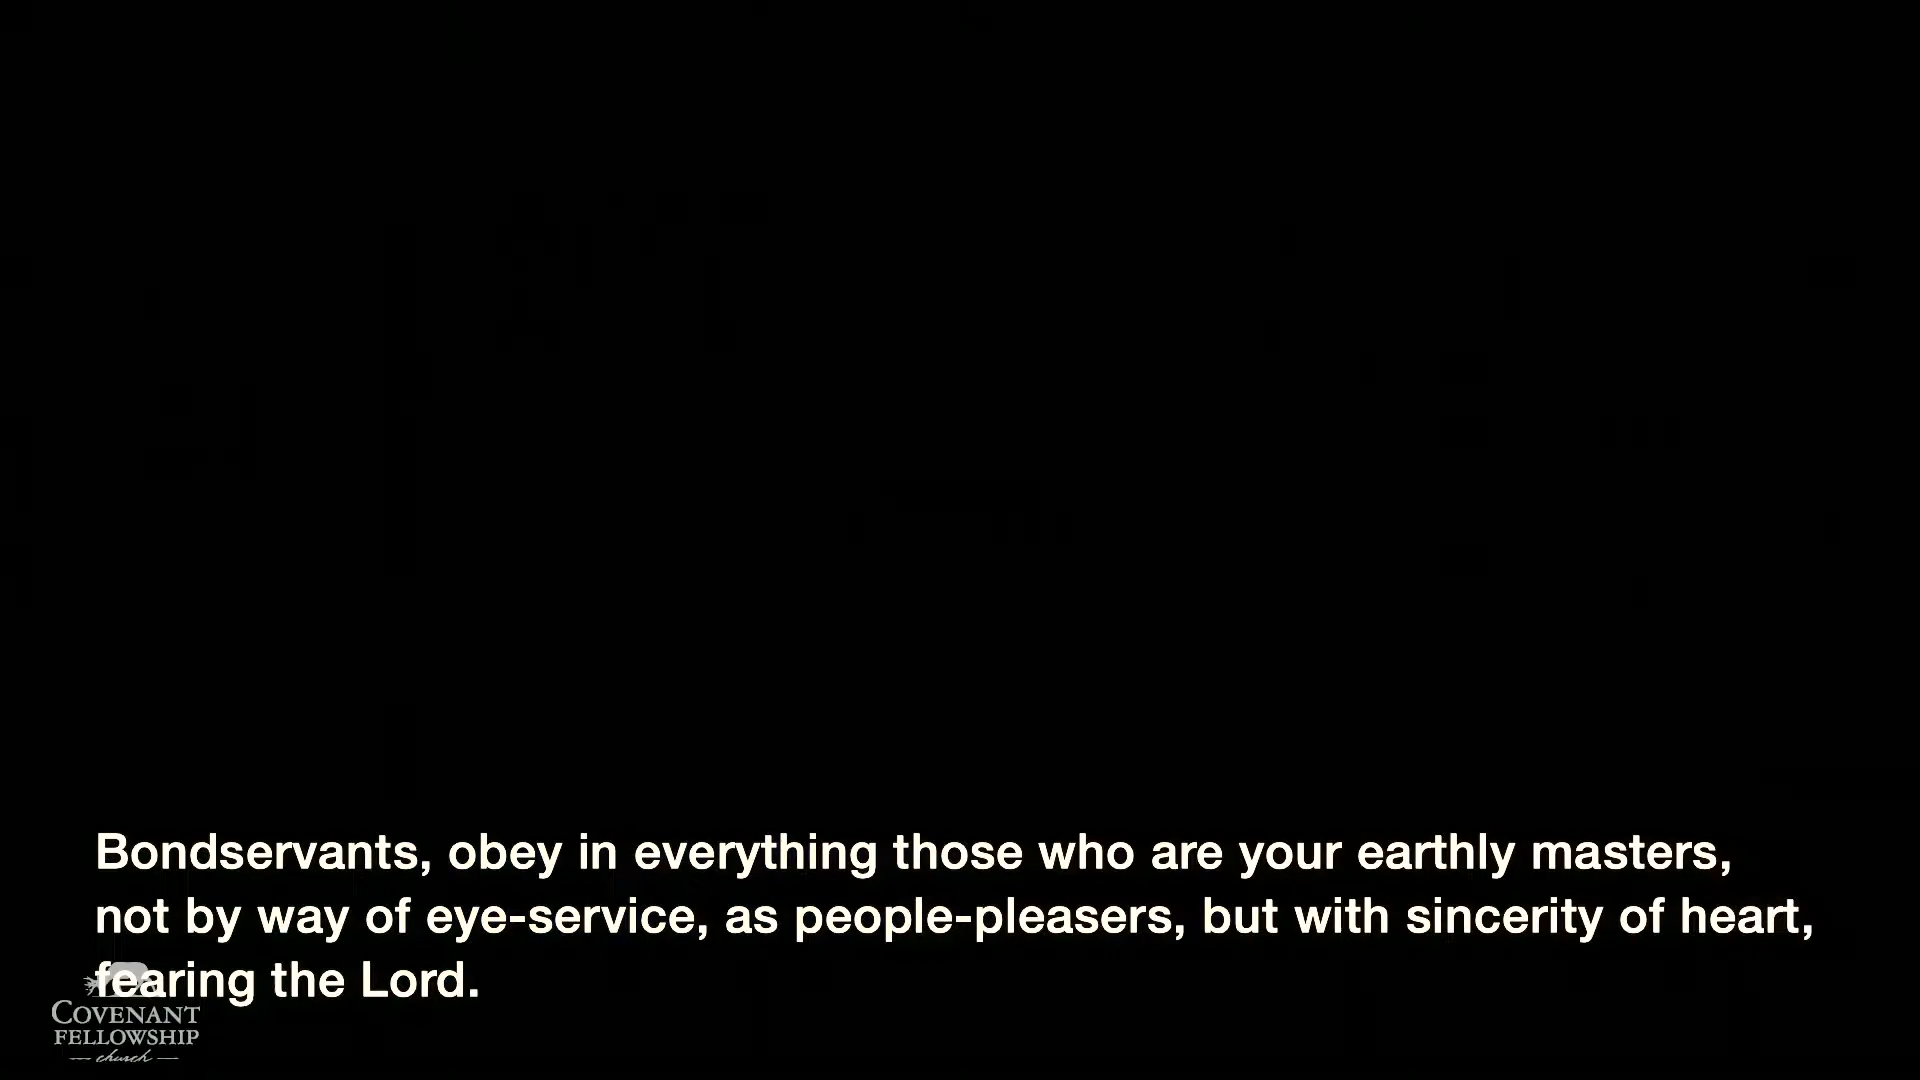 Bondservants, obey in everything those who are your earthly masters,
not by way of eye-service, as people-pleasers, but with sincerity of heart,
fearing the Lord.
COVENANT
FELLOWSHIP
church